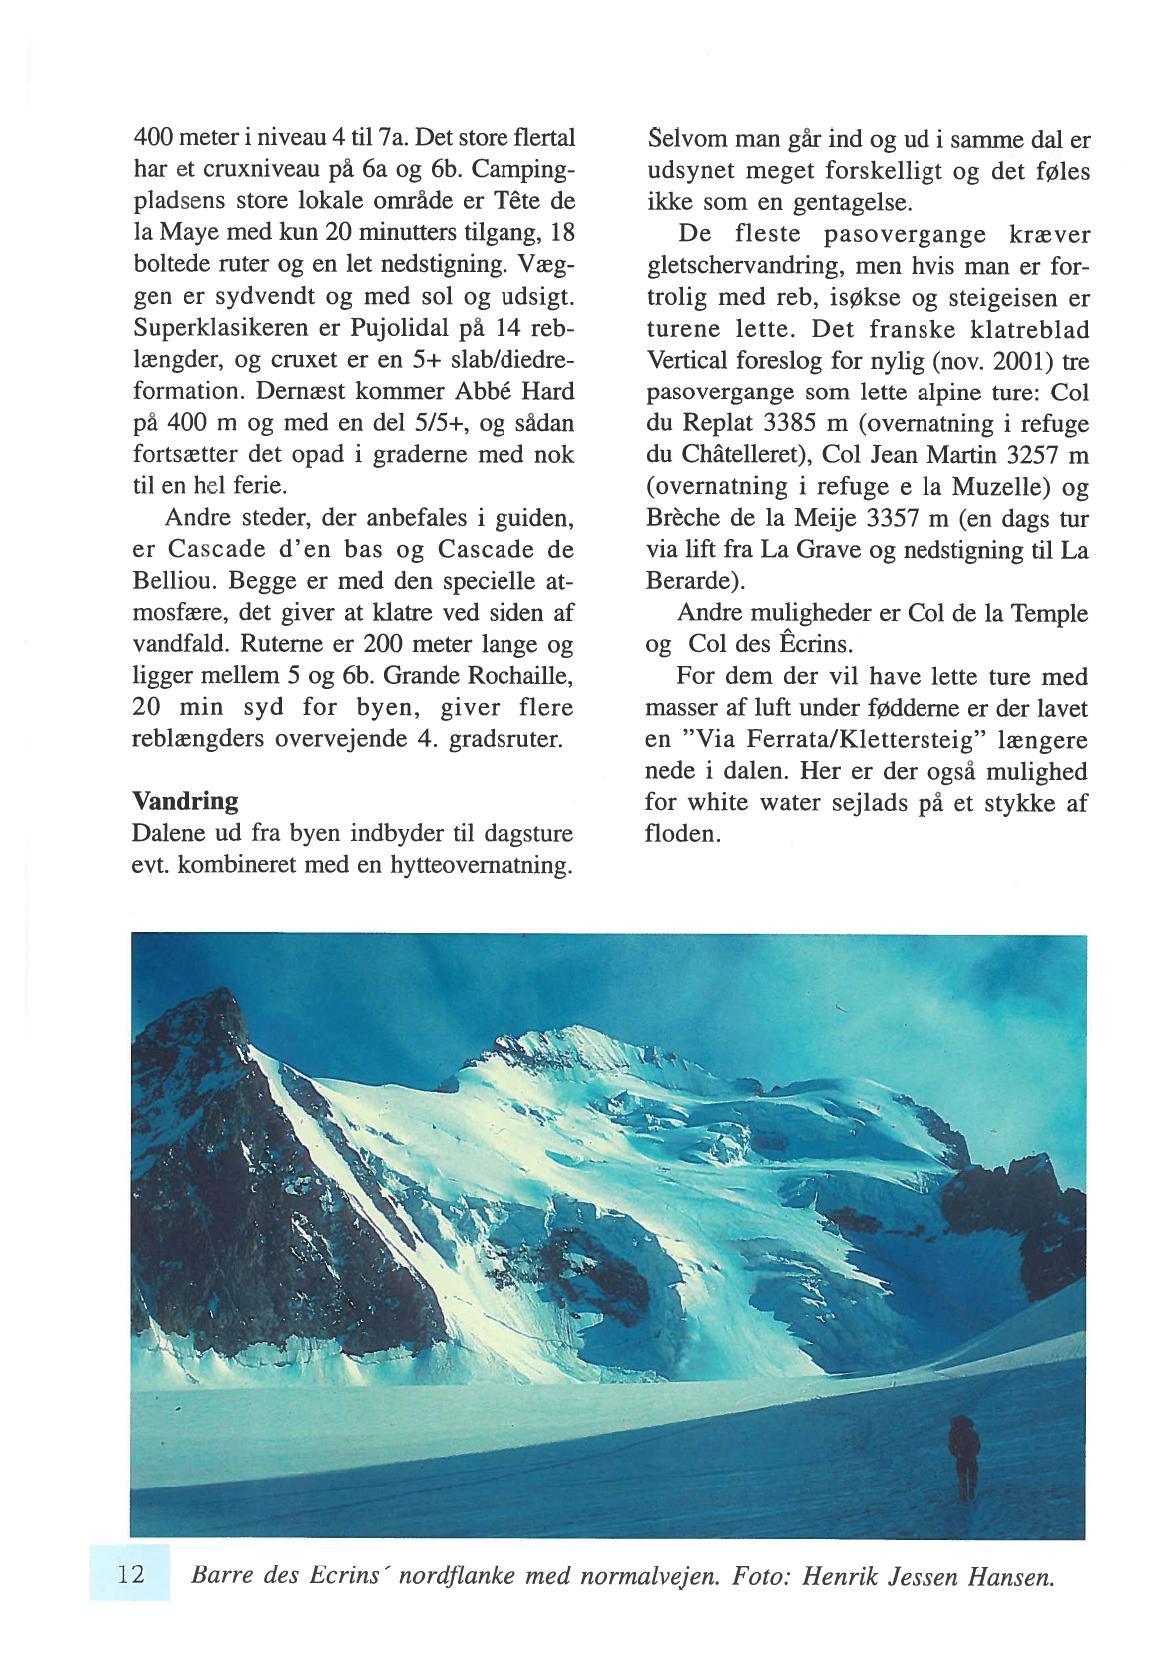 400 meter i niveau 4 til 7a. Det store flertal
har et cruxniveau på 6a og 6b. Camping-
pladsens store lokale område er Tête de
la Maye med kun 20 minutters tilgang, 18
boltede ruter og en let nedstigning. Væg-
gen er sydvendt og med sol og udsigt.
Superklasikeren er Pujolidal på 14 reb-
længder, og cruxet er en 5+ slab/diedre-
formation. Dernæst kommer Abbé Hard
på 400 m og med en del 5/5+, og sådan
fortsætter det opad i graderne med nok
til en hel ferie.
Andre steder, der anbefales i guiden,
er Cascade d'en bas og Cascade de
Belliou. Begge er med den specielle at-
mosfære, det giver at klatre ved siden af
vandfald. Ruterne er 200 meter lange og
ligger mellem 5 og 6b. Grande Rochaille,
20 min syd for byen, giver flere
reblængders overvejende 4. gradsruter.
Vandring
Dalene ud fra byen indbyder til dagsture
evt. kombineret med en hytteovernatning.
Selvom man går ind og ud i samme dal er
udsynet meget forskelligt og det føles
ikke som en gentagelse.
De fleste pasovergange kræver
gletschervandring, men hvis man er for-
trolig med reb, isøkse og steigeisen er
turene lette. Det franske klatreblad
Vertical foreslog for nylig (nov. 2001) tre
pasovergange som lette alpine ture: Col
du Replat 3385 m (overnatning i refuge
du Châtelleret), Col Jean Martin 3257 m
(overnatning i refuge e la Muzelle) og
Brèche de la Meije 3357 m (en dags tur
via lift fra La Grave og nedstigning til La
Berarde).
Andre muligheder er Col de la Temple
og Col des Êcrins.
For dem der vil have lette ture med
masser af luft under fødderne er der lavet
en ”Via Ferrata/Klettersteig” længere
nede i dalen. Her er der også mulighed
for white water sejlads på et stykke af
floden.
12 Barre des Ecrins´ nordflanke med normalvejen. Foto: Henrik Jessen Hansen.